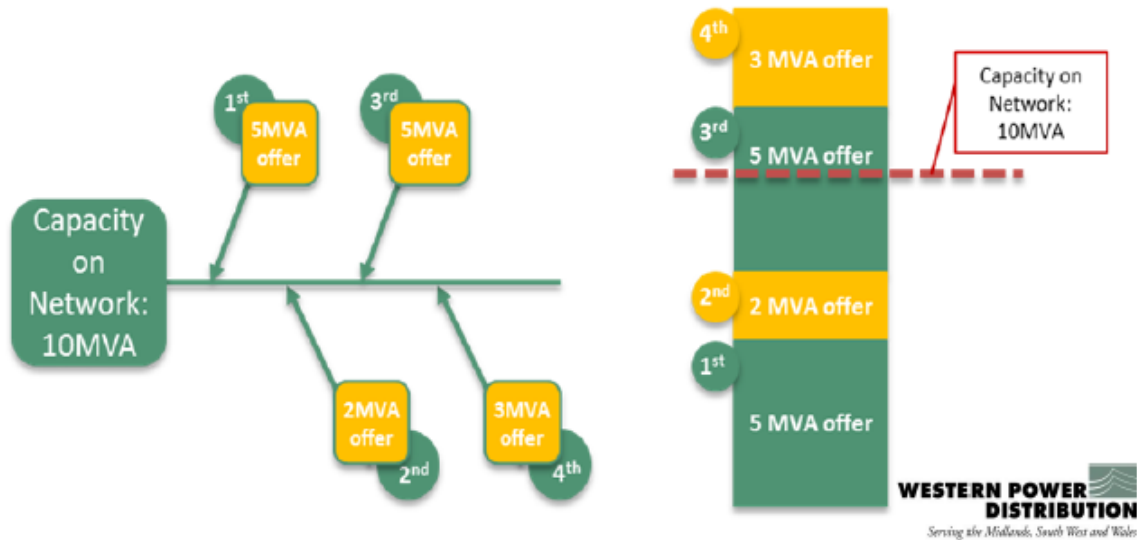 1st
5MVA
offer
3rd
5MVA
offer
Capacity
on
Network:
10MVA
2MVA
offer
2nd
3MVA
offer
4th
4th
3 MVA offer
3rd
5 MVA offer
2nd
2 MVA offer
1st
5 MVA offer
Capacity on
Network:
10MVA
WESTERN POWER
DISTRIBUTION
Serving the Midlands, South West and Wales